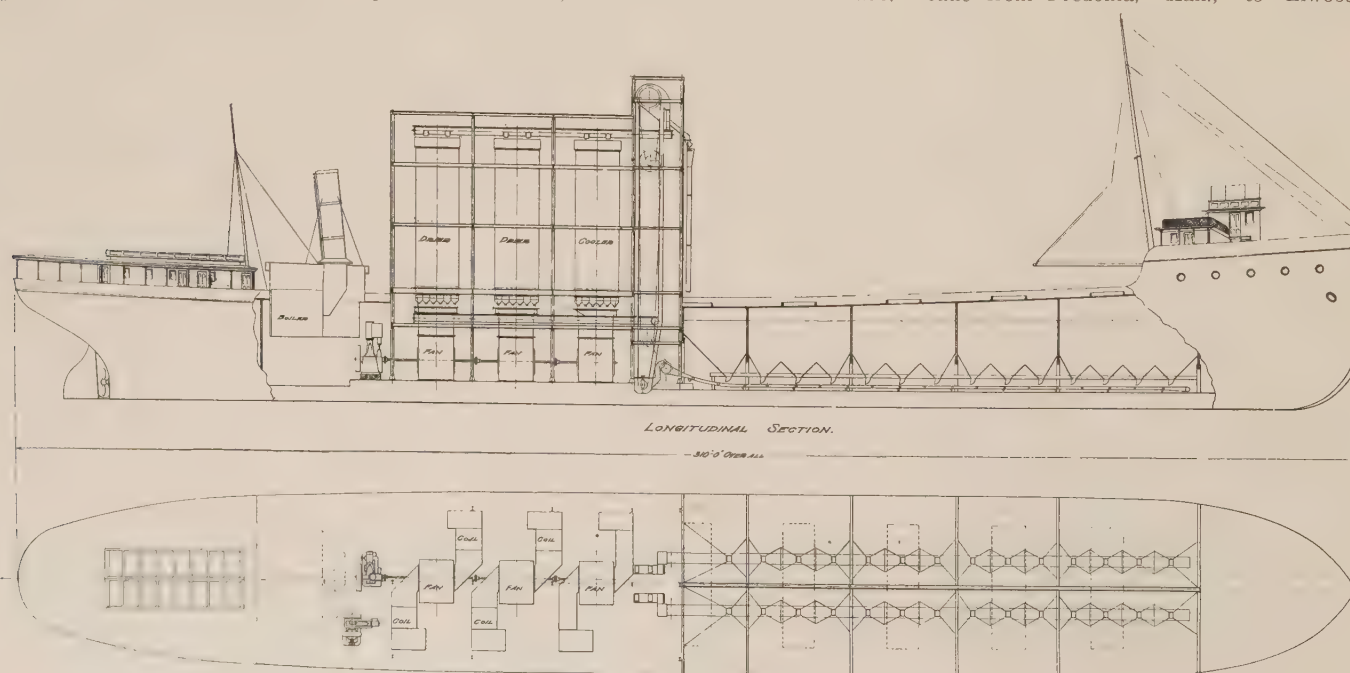 DRIER DRIER COOLER
BOILER
FAN FAN FAN
LONGITUDINAL SECTION.
310'-0" OVER ALL
COIL COIL
FAN FAN FAN
COIL COIL